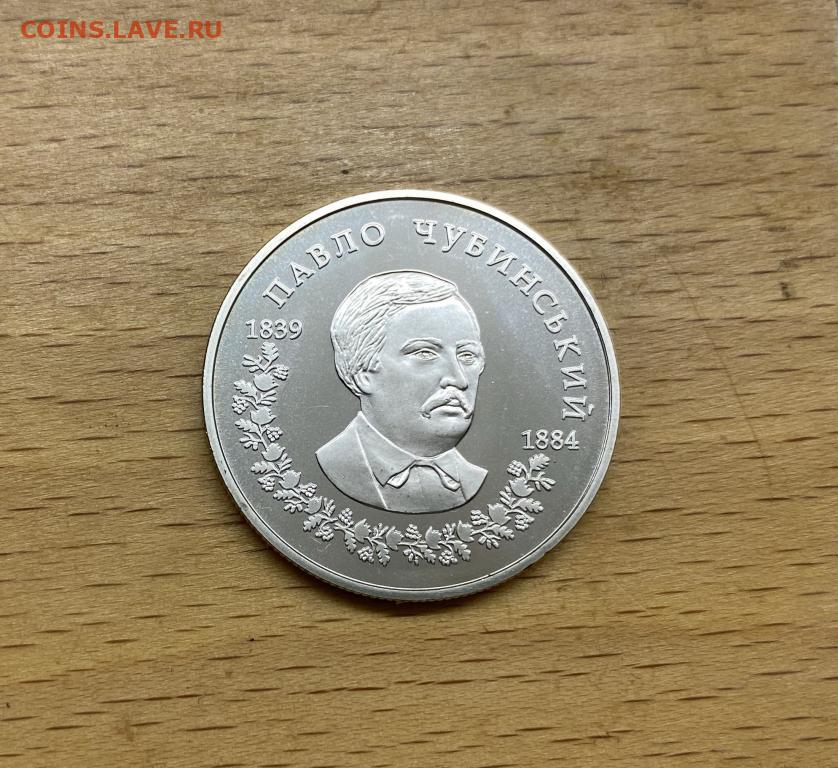 COINS.LAVE.RU
ПАВЛО ЧУБИНСЬКИЙ
1839
1884